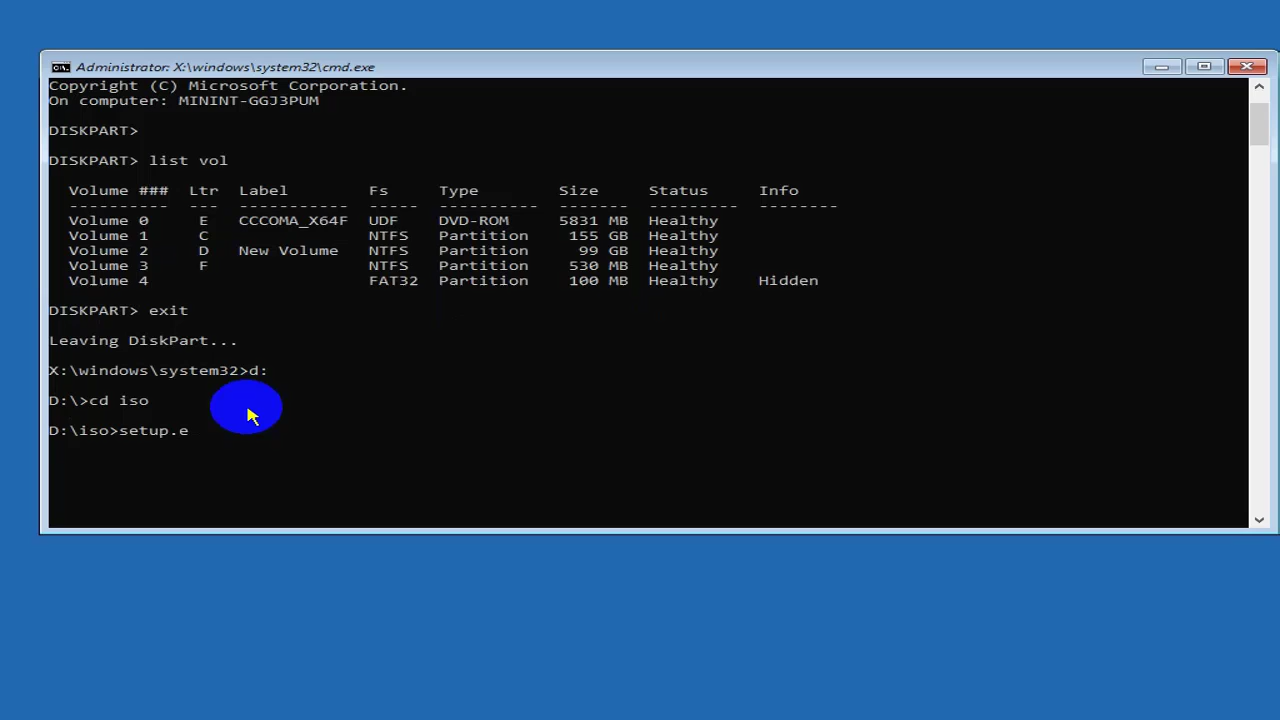 Administrator: X:\windows\system32\cmd.exe
Copyright (C) Microsoft Corporation.
On computer: MININT-GGJ3PUM
DISKPART>
DISKPART> list vol
Volume ### Ltr Label Fs Type Size Status Info
---------- --- ----------- ----- ---------- ------- --------- --------
Volume 0 E CCCOMA_X64F UDF DVD-ROM 5831 MB Healthy
Volume 1 C NTFS Partition 155 GB Healthy
Volume 2 D New Volume NTFS Partition 99 GB Healthy
Volume 3 F NTFS Partition 530 MB Healthy
Volume 4 FAT32 Partition 100 MB Healthy Hidden
DISKPART> exit
Leaving DiskPart...
X:\windows\system32>d:
D:\>cd iso
D:\iso>setup.e